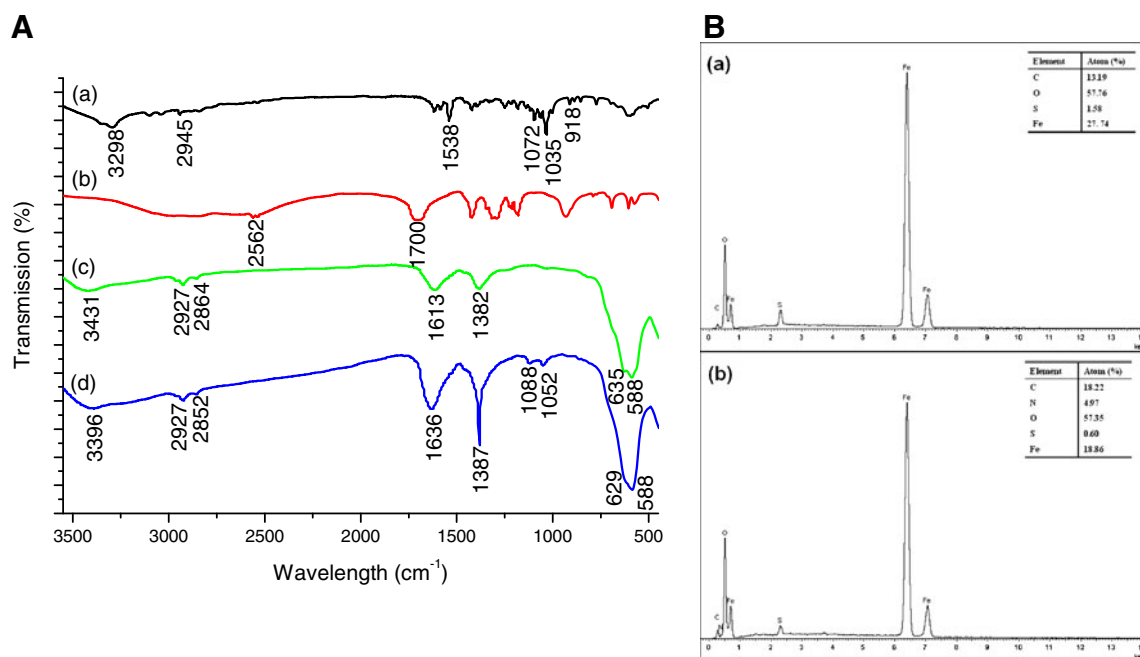 A
B
(a)
3298
2945
1538
1072
1035
918
(b)
2562
1700
(c)
3431
2927
2864
1613
1382
635
588
(d)
3396
2927
2852
1636
1387
1088
1052
629
588
Transmission (%)
3500 3000 2500 2000 1500 1000 500
Wavelength (cm⁻¹)
(a)
Element Atom (%)
C 13.19
O 57.76
S 1.58
Fe 27.74
Fe
O
C
Fe
S
Fe
0 1 2 3 4 5 6 7 8 9 10 11 12 13
(b)
Element Atom (%)
C 18.22
N 4.97
O 57.35
S 0.60
Fe 18.86
Fe
O
C
Fe
S
Fe
0 1 2 3 4 5 6 7 8 9 10 11 12 13